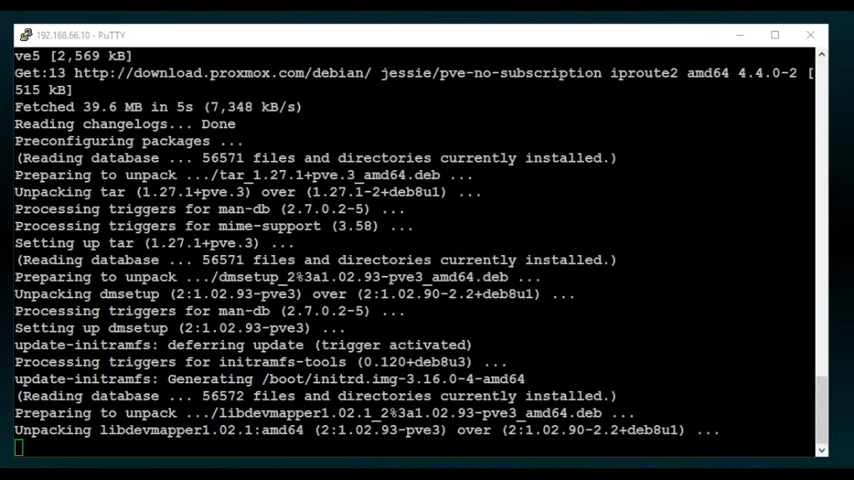 192.168.66.10 - PuTTY
ve5 [2,569 kB]
Get:13 http://download.proxmox.com/debian/ jessie/pve-no-subscription iproute2 amd64 4.4.0-2 [
515 kB]
Fetched 39.6 MB in 5s (7,348 kB/s)
Reading changelogs... Done
Preconfiguring packages ...
(Reading database ... 56571 files and directories currently installed.)
Preparing to unpack .../tar_1.27.1+pve.3_amd64.deb ...
Unpacking tar (1.27.1+pve.3) over (1.27.1-2+deb8u1) ...
Processing triggers for man-db (2.7.0.2-5) ...
Processing triggers for mime-support (3.58) ...
Setting up tar (1.27.1+pve.3) ...
(Reading database ... 56571 files and directories currently installed.)
Preparing to unpack .../dmsetup_2%3a1.02.93-pve3_amd64.deb ...
Unpacking dmsetup (2:1.02.93-pve3) over (2:1.02.90-2.2+deb8u1) ...
Processing triggers for man-db (2.7.0.2-5) ...
Setting up dmsetup (2:1.02.93-pve3) ...
update-initramfs: deferring update (trigger activated)
Processing triggers for initramfs-tools (0.120+deb8u3) ...
update-initramfs: Generating /boot/initrd.img-3.16.0-4-amd64
(Reading database ... 56572 files and directories currently installed.)
Preparing to unpack .../libdevmapper1.02.1_2%3a1.02.93-pve3_amd64.deb ...
Unpacking libdevmapper1.02.1:amd64 (2:1.02.93-pve3) over (2:1.02.90-2.2+deb8u1) ...